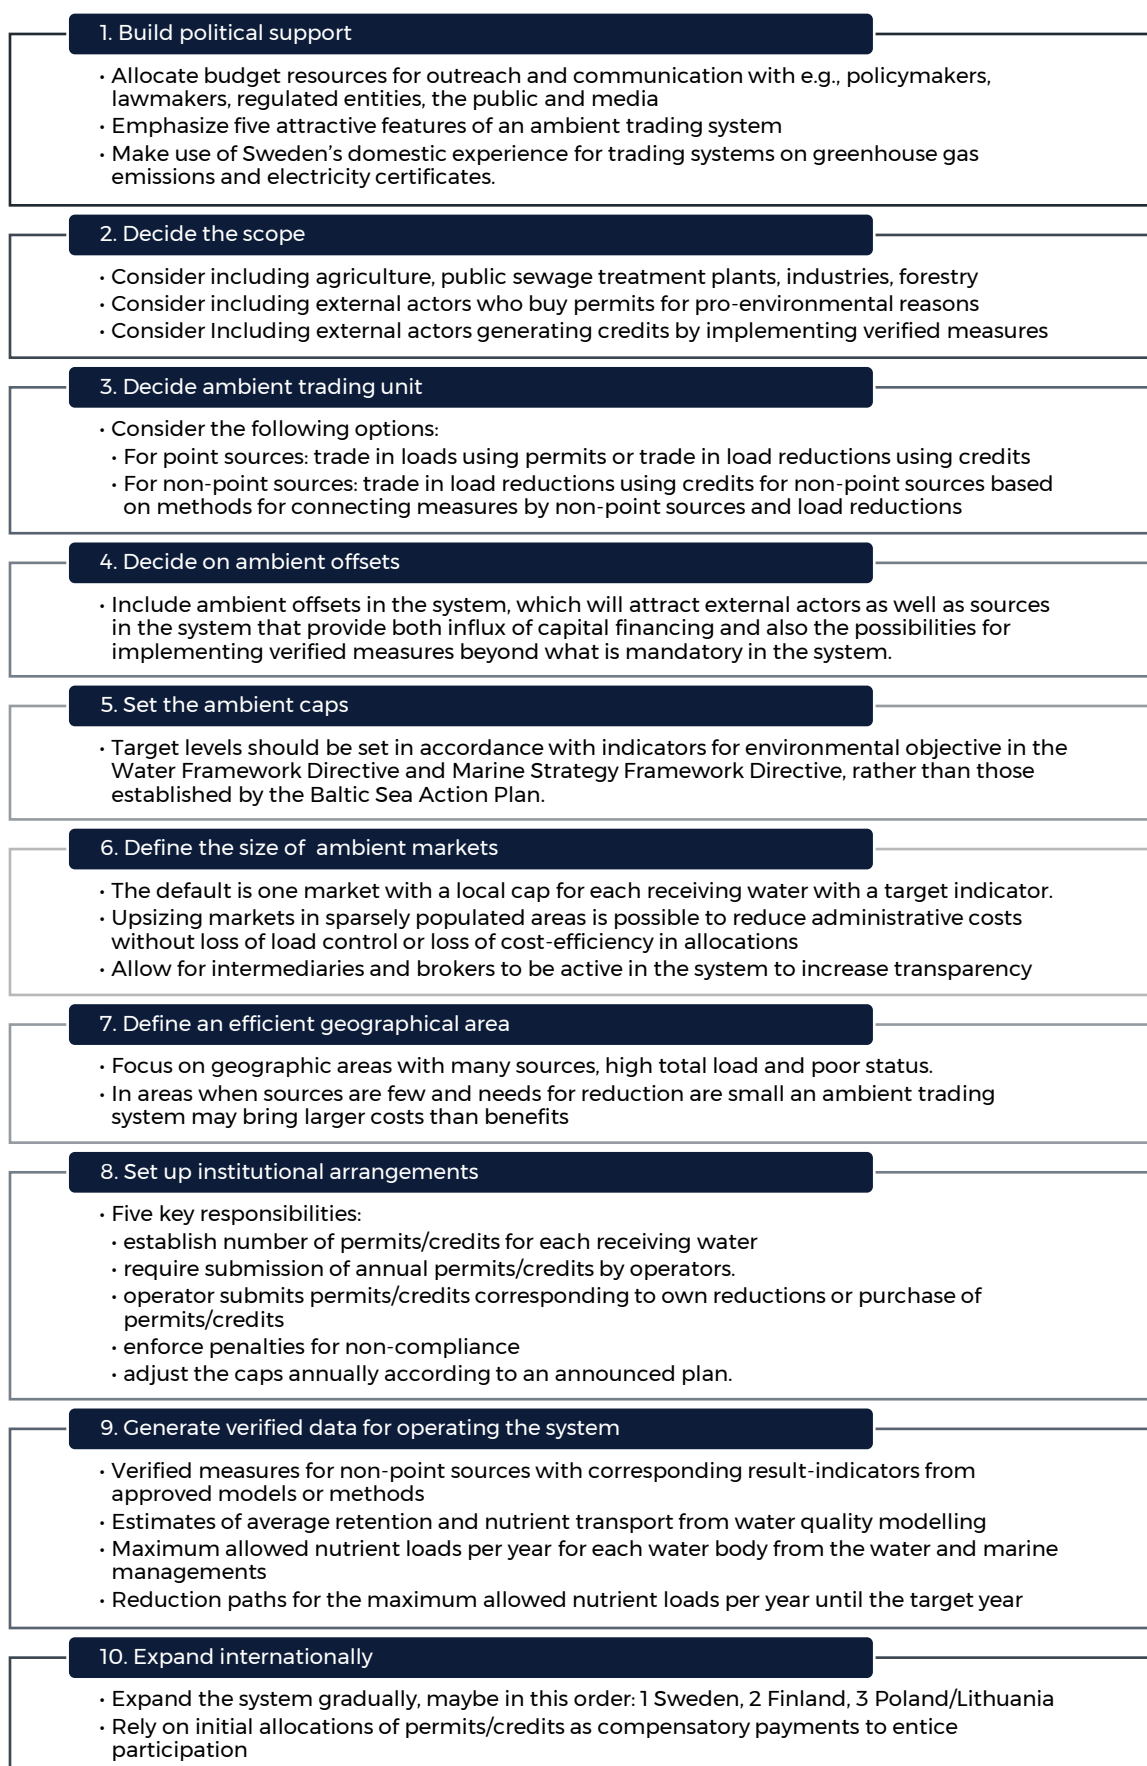 1. Build political support
• Allocate budget resources for outreach and communication with e.g., policymakers,
lawmakers, regulated entities, the public and media
• Emphasize five attractive features of an ambient trading system
• Make use of Sweden's domestic experience for trading systems on greenhouse gas
emissions and electricity certificates.
2. Decide the scope
• Consider including agriculture, public sewage treatment plants, industries, forestry
• Consider including external actors who buy permits for pro-environmental reasons
• Consider Including external actors generating credits by implementing verified measures
3. Decide ambient trading unit
• Consider the following options:
• For point sources: trade in loads using permits or trade in load reductions using credits
• For non-point sources: trade in load reductions using credits for non-point sources based
on methods for connecting measures by non-point sources and load reductions
4. Decide on ambient offsets
• Include ambient offsets in the system, which will attract external actors as well as sources
in the system that provide both influx of capital financing and also the possibilities for
implementing verified measures beyond what is mandatory in the system.
5. Set the ambient caps
• Target levels should be set in accordance with indicators for environmental objective in the
Water Framework Directive and Marine Strategy Framework Directive, rather than those
established by the Baltic Sea Action Plan.
6. Define the size of ambient markets
• The default is one market with a local cap for each receiving water with a target indicator.
• Upsizing markets in sparsely populated areas is possible to reduce administrative costs
without loss of load control or loss of cost-efficiency in allocations
• Allow for intermediaries and brokers to be active in the system to increase transparency
7. Define an efficient geographical area
• Focus on geographic areas with many sources, high total load and poor status.
• In areas when sources are few and needs for reduction are small an ambient trading
system may bring larger costs than benefits
8. Set up institutional arrangements
• Five key responsibilities:
• establish number of permits/credits for each receiving water
• require submission of annual permits/credits by operators.
• operator submits permits/credits corresponding to own reductions or purchase of
permits/credits
• enforce penalties for non-compliance
• adjust the caps annually according to an announced plan.
9. Generate verified data for operating the system
• Verified measures for non-point sources with corresponding result-indicators from
approved models or methods
• Estimates of average retention and nutrient transport from water quality modelling
• Maximum allowed nutrient loads per year for each water body from the water and marine
managements
• Reduction paths for the maximum allowed nutrient loads per year until the target year
10. Expand internationally
• Expand the system gradually, maybe in this order: 1 Sweden, 2 Finland, 3 Poland/Lithuania
• Rely on initial allocations of permits/credits as compensatory payments to entice
participation